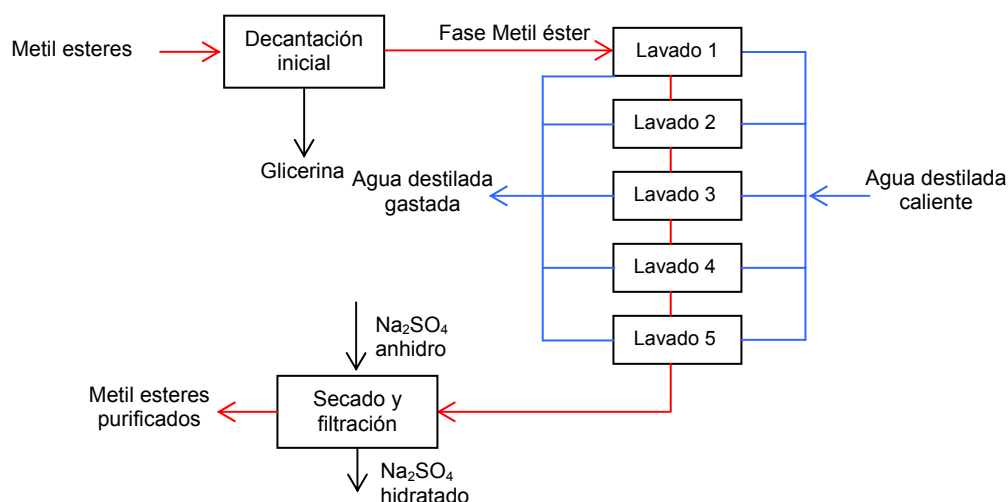 Metil esteres
Decantación
inicial
Fase Metil éster
Lavado 1
Lavado 2
Glicerina
Agua destilada
gastada
Lavado 3
Agua destilada
caliente
Lavado 4
Lavado 5
Na₂SO₄
anhidro
Metil esteres
purificados
Secado y
filtración
Na₂SO₄
hidratado